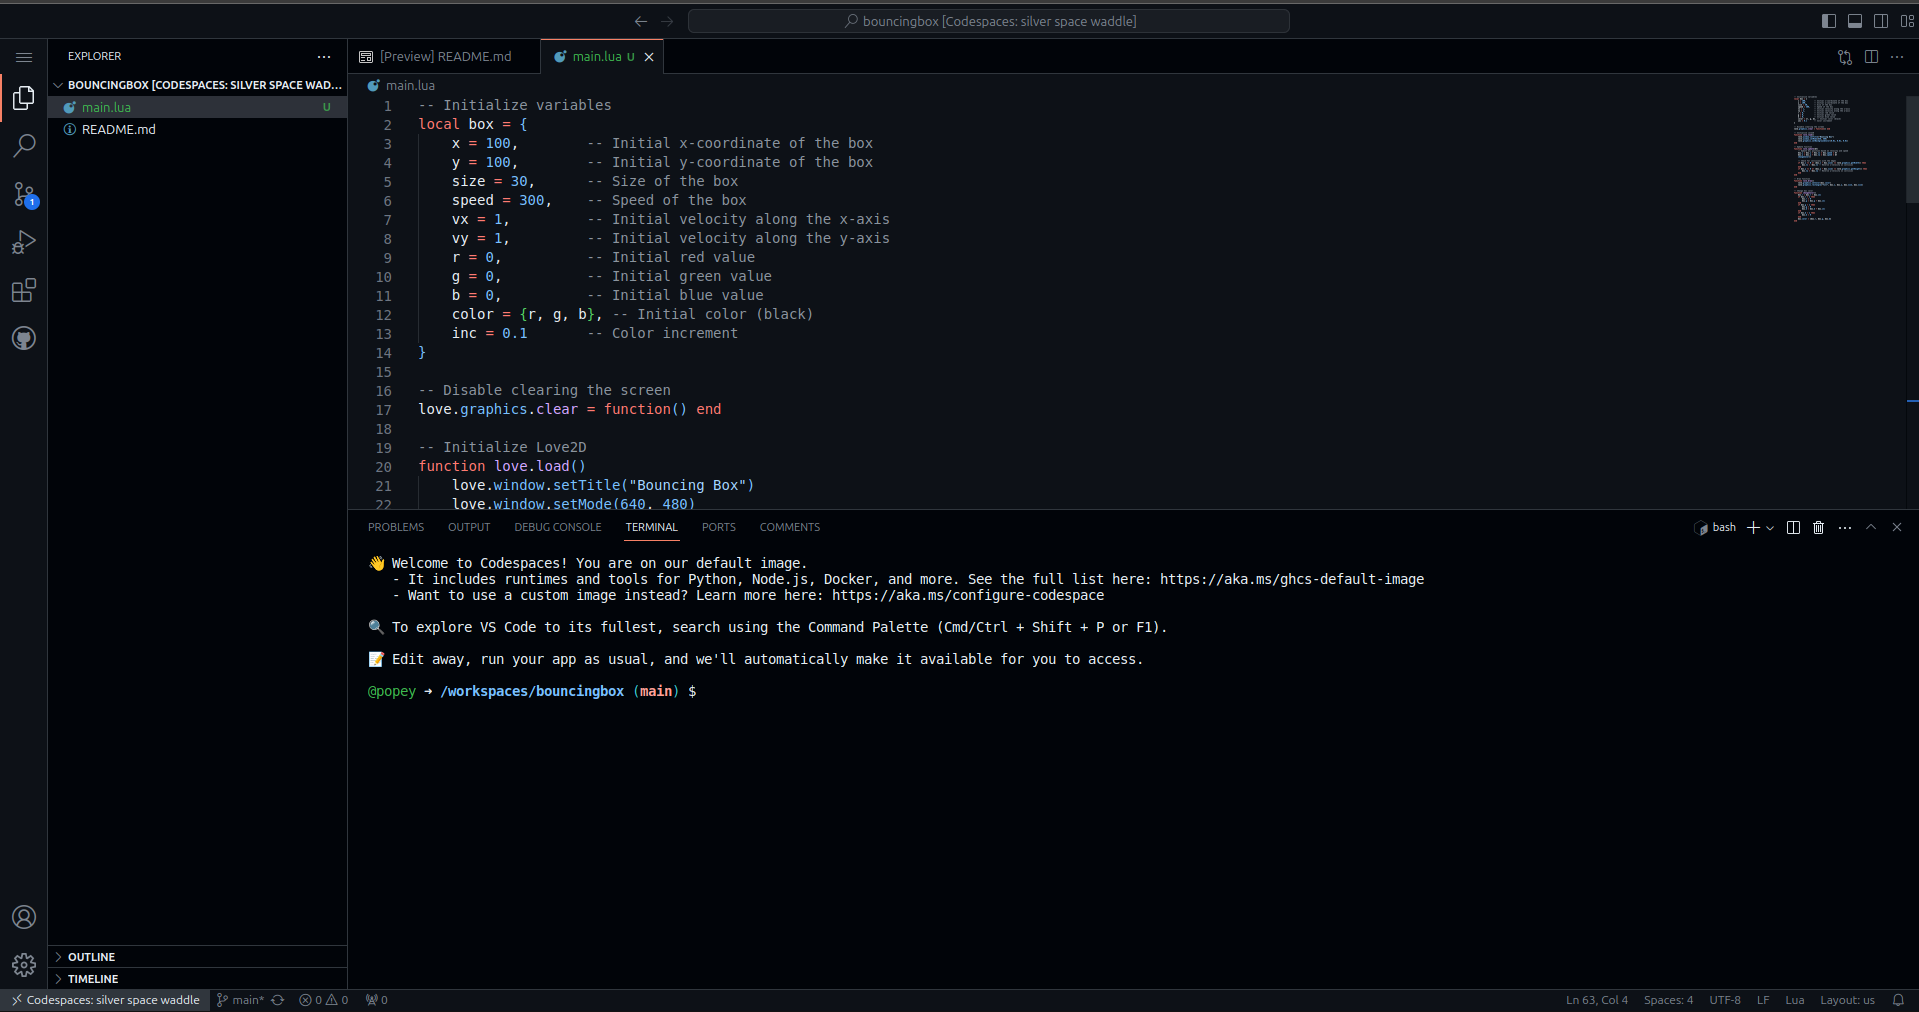 bouncingbox [Codespaces: silver space waddle]
EXPLORER
BOUNCINGBOX [CODESPACES: SILVER SPACE WAD...
main.lua U
README.md
OUTLINE
TIMELINE
1
[Preview] README.md
main.lua U
main.lua
1 -- Initialize variables
2 local box = {
3 x = 100, -- Initial x-coordinate of the box
4 y = 100, -- Initial y-coordinate of the box
5 size = 30, -- Size of the box
6 speed = 300, -- Speed of the box
7 vx = 1, -- Initial velocity along the x-axis
8 vy = 1, -- Initial velocity along the y-axis
9 r = 0, -- Initial red value
10 g = 0, -- Initial green value
11 b = 0, -- Initial blue value
12 color = {r, g, b}, -- Initial color (black)
13 inc = 0.1 -- Color increment
14 }
15
16 -- Disable clearing the screen
17 love.graphics.clear = function() end
18
19 -- Initialize Love2D
20 function love.load()
21 love.window.setTitle("Bouncing Box")
22 love.window.setMode(640, 480)
PROBLEMS OUTPUT DEBUG CONSOLE TERMINAL PORTS COMMENTS
bash
👋 Welcome to Codespaces! You are on our default image.
- It includes runtimes and tools for Python, Node.js, Docker, and more. See the full list here: https://aka.ms/ghcs-default-image
- Want to use a custom image instead? Learn more here: https://aka.ms/configure-codespace
🔍 To explore VS Code to its fullest, search using the Command Palette (Cmd/Ctrl + Shift + P or F1).
📝 Edit away, run your app as usual, and we'll automatically make it available for you to access.
@popey ➜ /workspaces/bouncingbox (main) $
Codespaces: silver space waddle main* 0 0 0
Ln 63, Col 4 Spaces: 4 UTF-8 LF Lua Layout: us